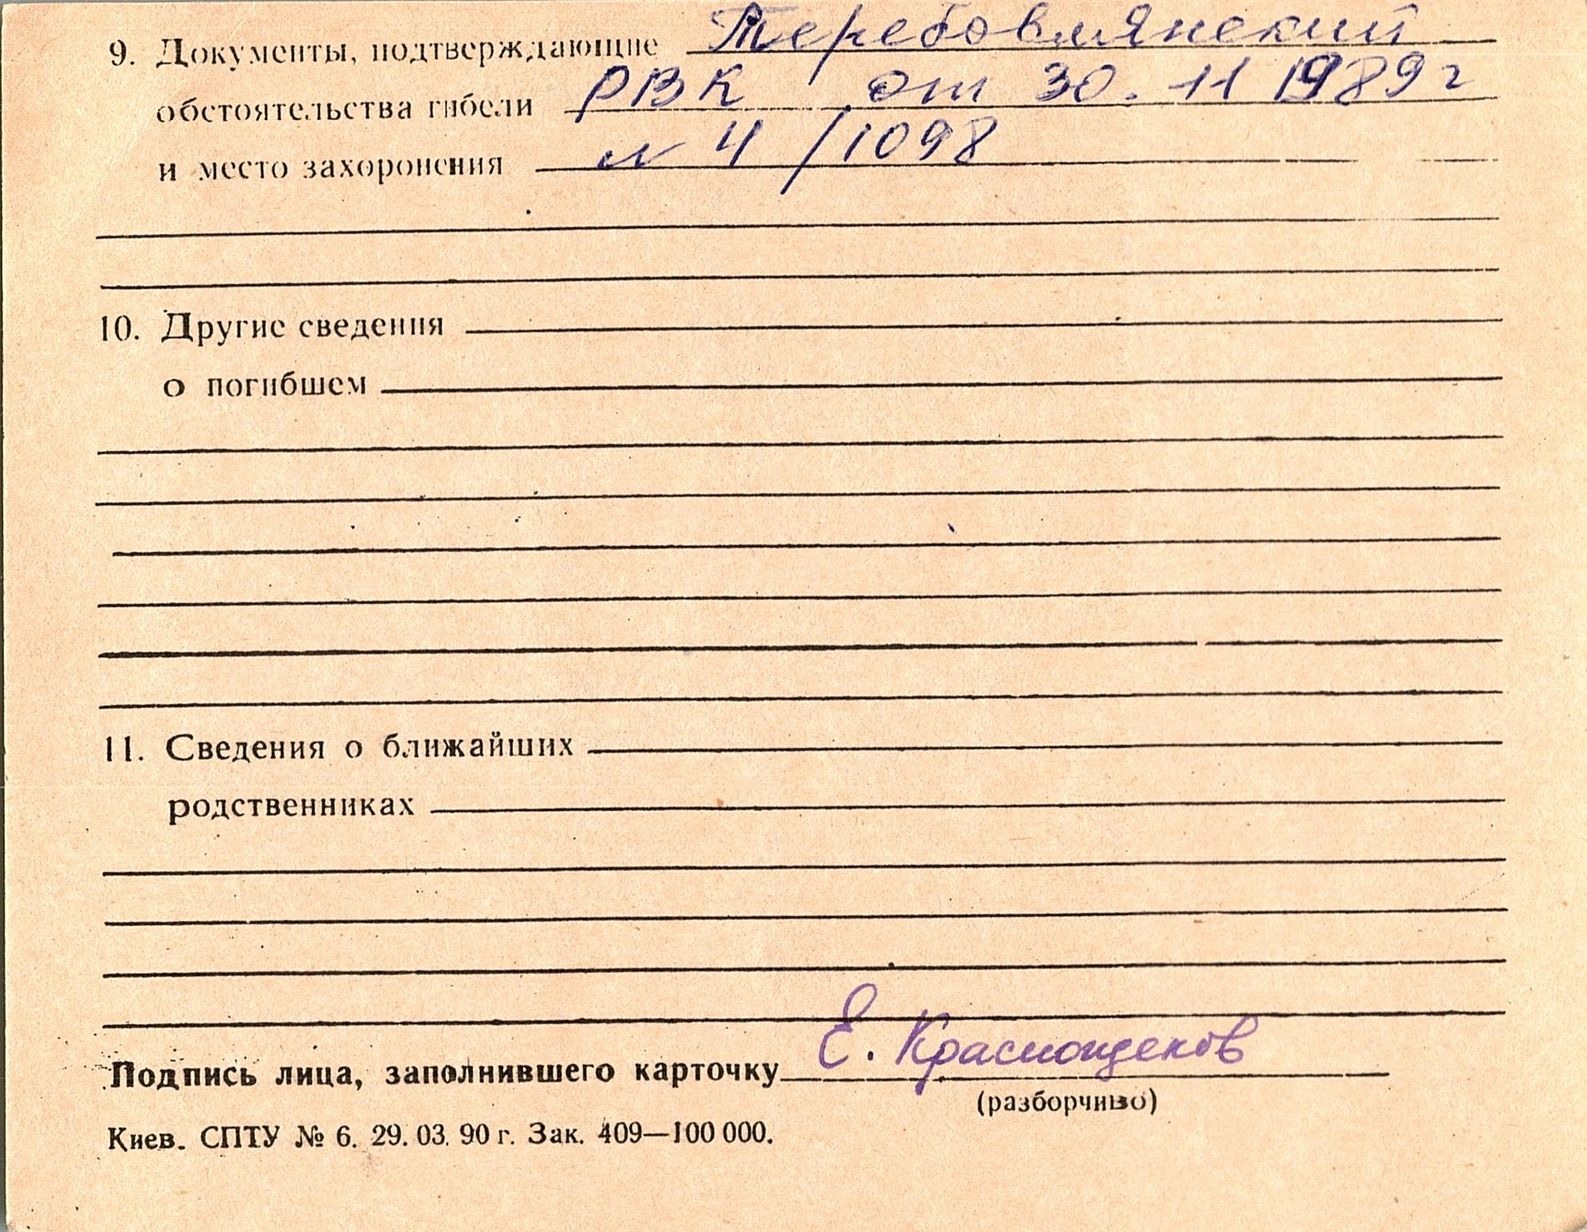 9. Документы, подтверждающие Теребовлянский
обстоятельства гибели РВК от 30.11 1989 г
и место захоронения № 4/1098
10. Другие сведения
о погибшем
11. Сведения о ближайших
родственниках
Подпись лица, заполнившего карточку Е. Краснощеков
(разборчиво)
Киев. СПТУ № 6. 29. 03. 90 г. Зак. 409—100 000.